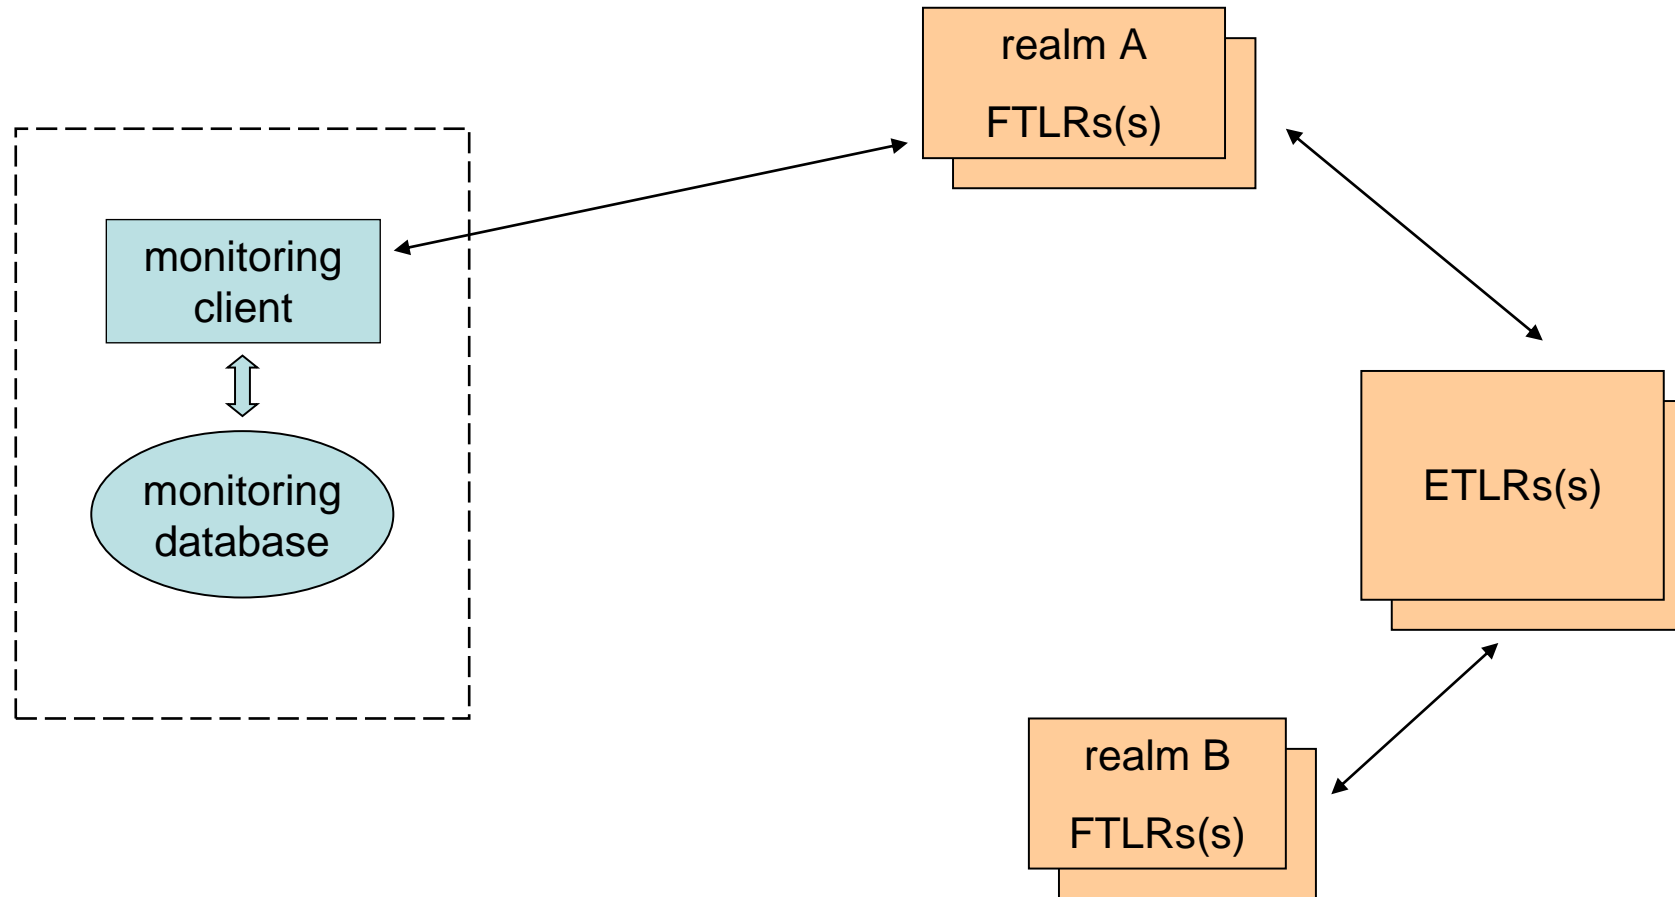 realm A
FTLRs(s)
monitoring
client
monitoring
database
ETLRs(s)
realm B
FTLRs(s)